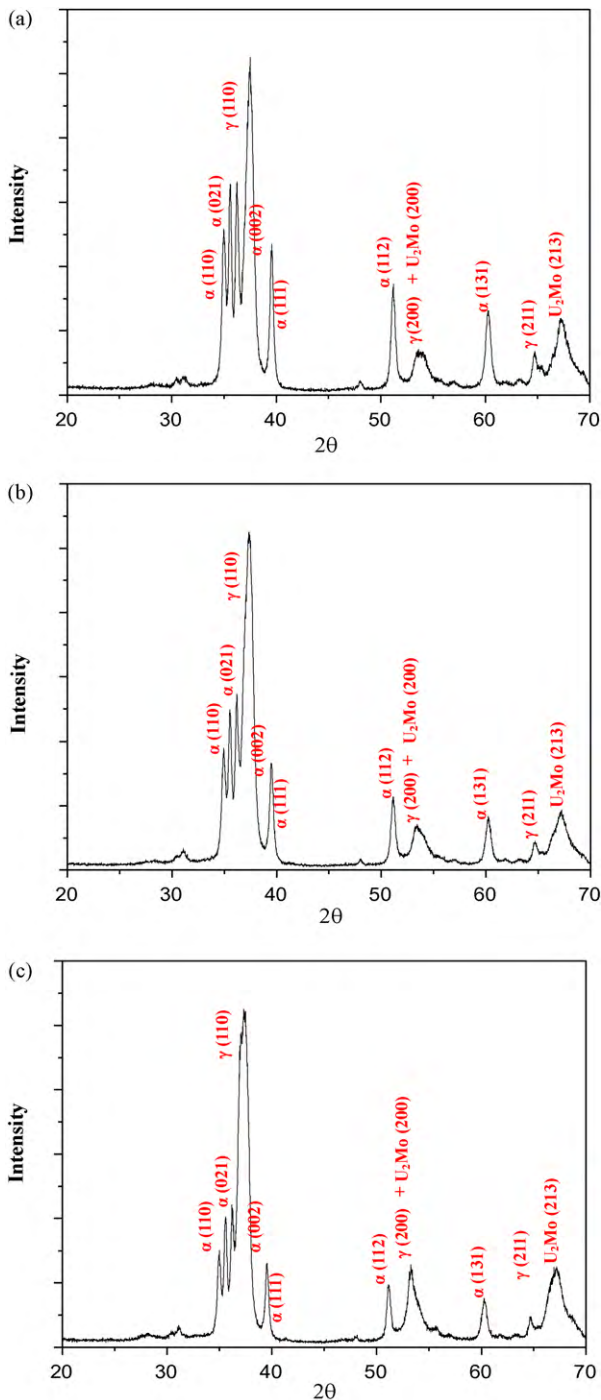 (a)
Intensity
α (110)
α (021)
γ (110)
α (002)
α (111)
α (112)
γ (200) + U₂Mo (200)
α (131)
γ (211)
U₂Mo (213)
20 30 40 50 60 70
2θ
(b)
Intensity
α (110)
α (021)
γ (110)
α (002)
α (111)
α (112)
γ (200) + U₂Mo (200)
α (131)
γ (211)
U₂Mo (213)
20 30 40 50 60 70
2θ
(c)
Intensity
α (110)
α (021)
γ (110)
α (002)
α (111)
α (112)
γ (200) + U₂Mo (200)
α (131)
γ (211)
U₂Mo (213)
20 30 40 50 60 70
2θ